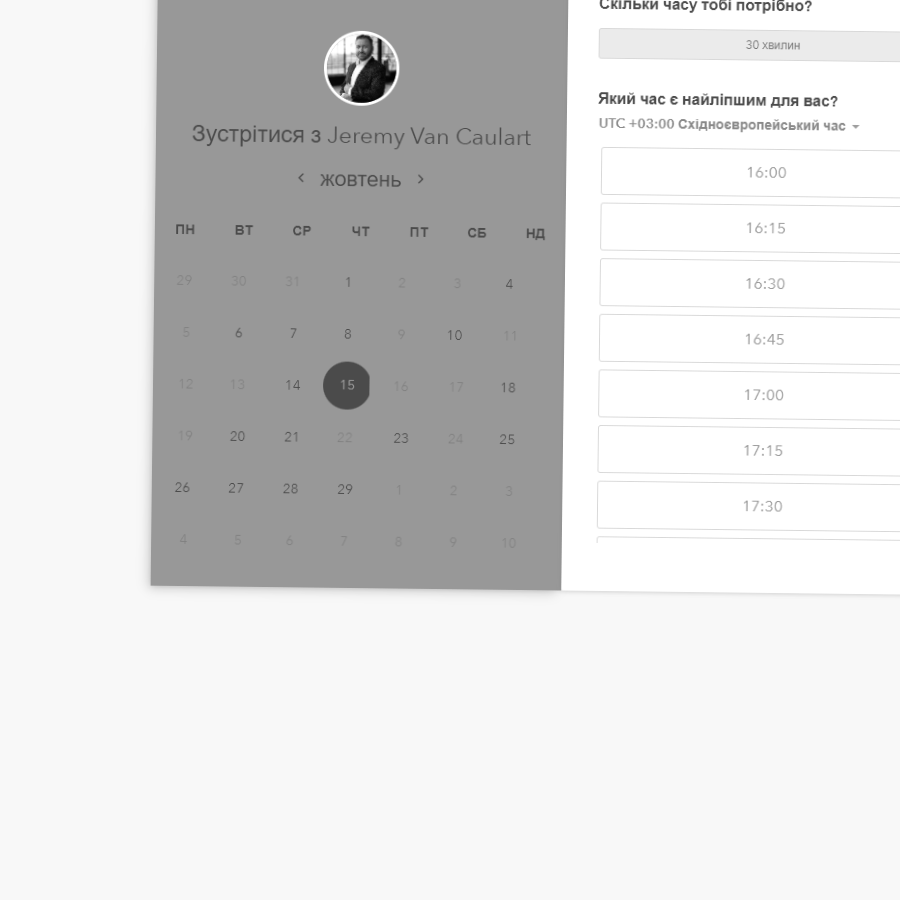 Зустрітися з Jeremy Van Caulart
жовтень
ПН ВТ СР ЧТ ПТ СБ НД
29 30 31 1 2 3 4
5 6 7 8 9 10 11
12 13 14 15 16 17 18
19 20 21 22 23 24 25
26 27 28 29 1 2 3
4 5 6 7 8 9 10
Скільки часу тобі потрібно?
30 хвилин
Який час є найліпшим для вас?
UTC +03:00 Східноєвропейський час
16:00
16:15
16:30
16:45
17:00
17:15
17:30